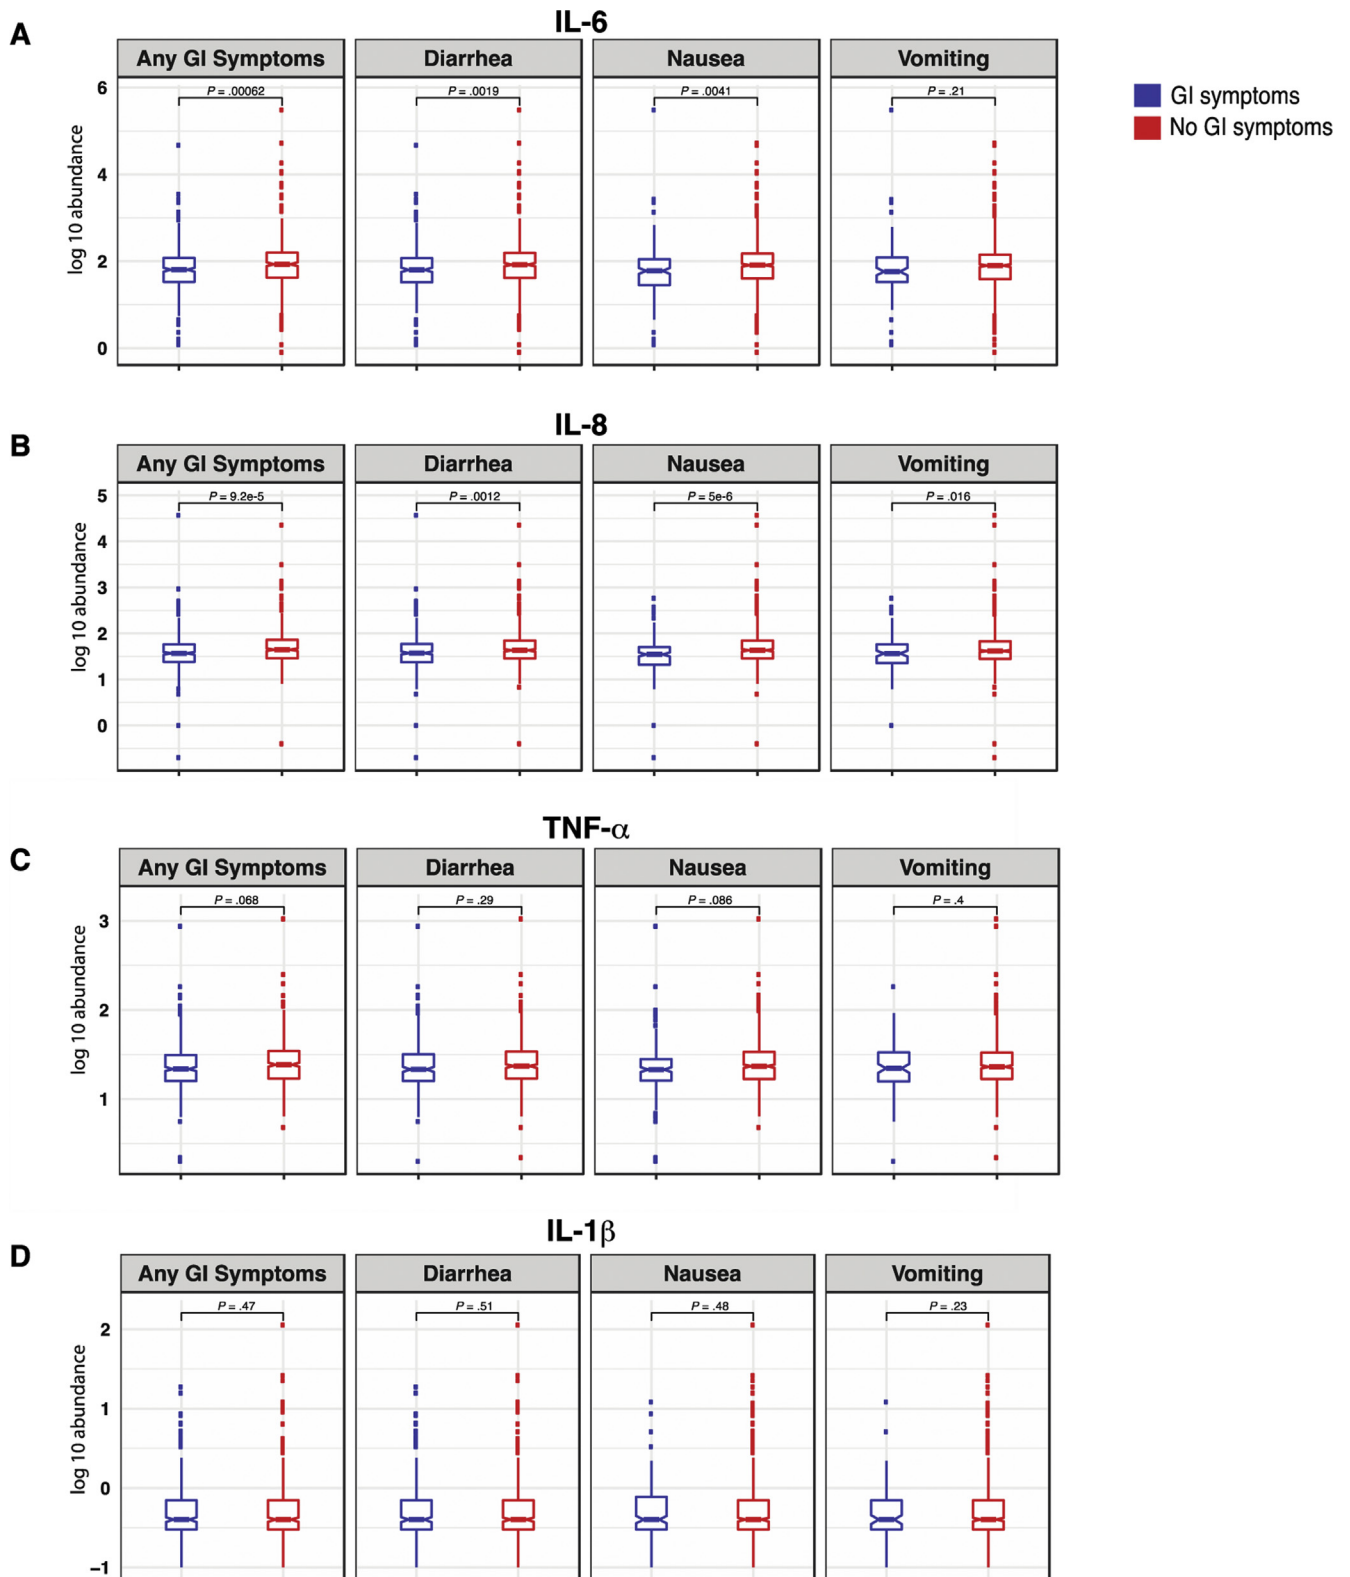 A
IL-6
Any GI Symptoms Diarrhea Nausea Vomiting
GI symptoms
No GI symptoms
P = .00062 P = .0019 P = .0041 P = .21
log 10 abundance
6
4
2
0
B
IL-8
Any GI Symptoms Diarrhea Nausea Vomiting
P = 9.2e-5 P = .0012 P = 5e-6 P = .016
log 10 abundance
5
4
3
2
1
0
C
TNF-α
Any GI Symptoms Diarrhea Nausea Vomiting
P = .068 P = .29 P = .086 P = .4
log 10 abundance
3
2
1
D
IL-1β
Any GI Symptoms Diarrhea Nausea Vomiting
P = .47 P = .51 P = .48 P = .23
log 10 abundance
2
1
0
−1